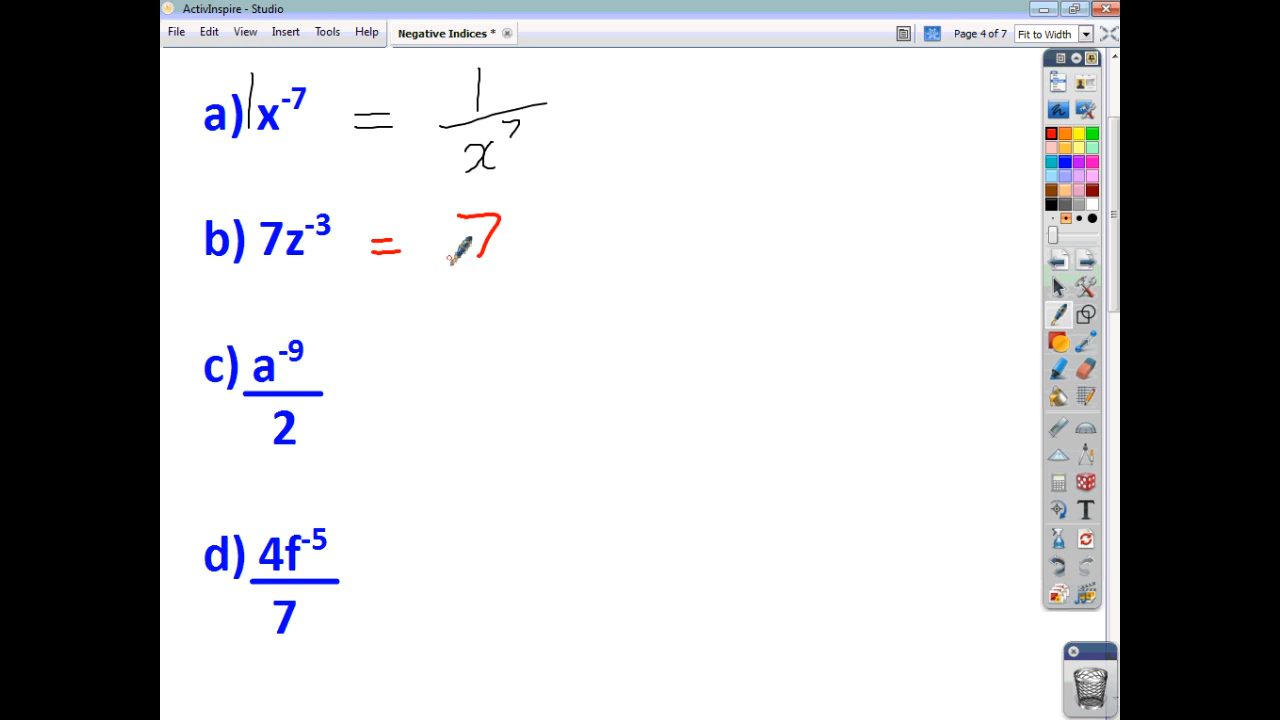 ActivInspire - Studio
File Edit View Insert Tools Help Negative Indices * Page 4 of 7 Fit to Width
a) 1x⁻⁷ = 1/x⁷
b) 7z⁻³ = 7
c) a⁻⁹
2
d) 4f⁻⁵
7